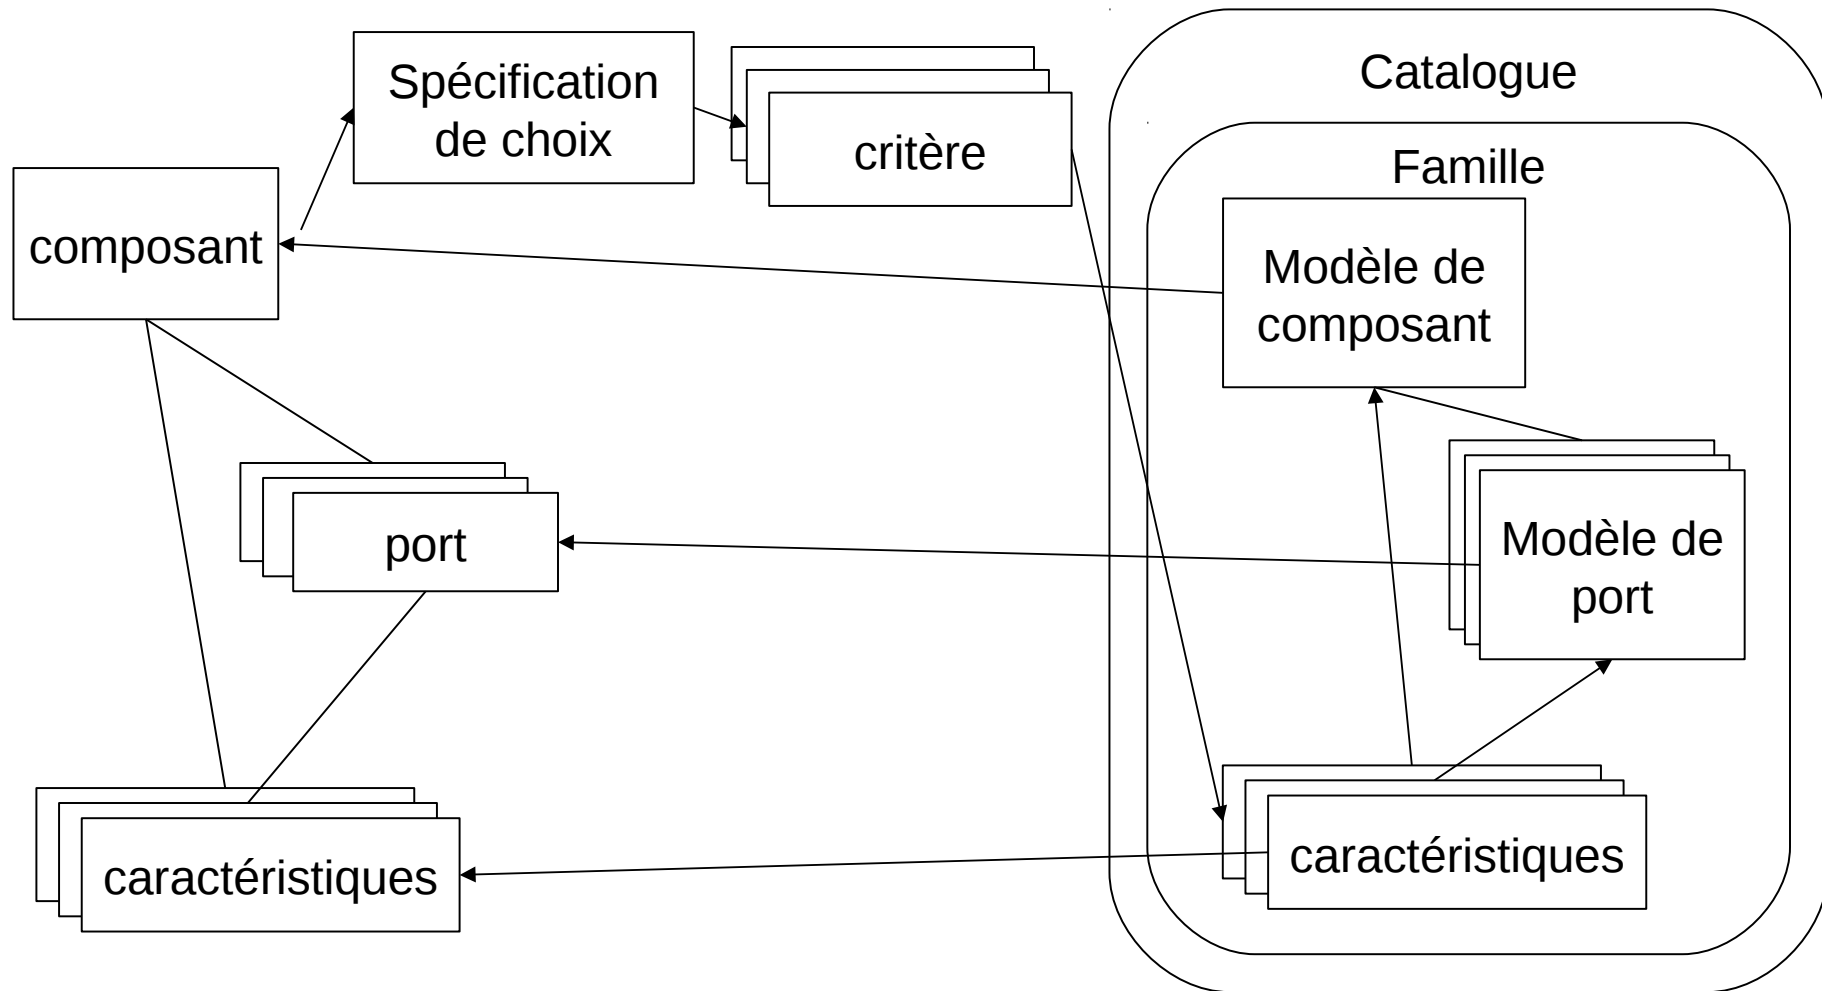 Spécification
de choix
critère
Catalogue
Famille
composant
Modèle de
composant
port
Modèle de
port
caractéristiques
caractéristiques